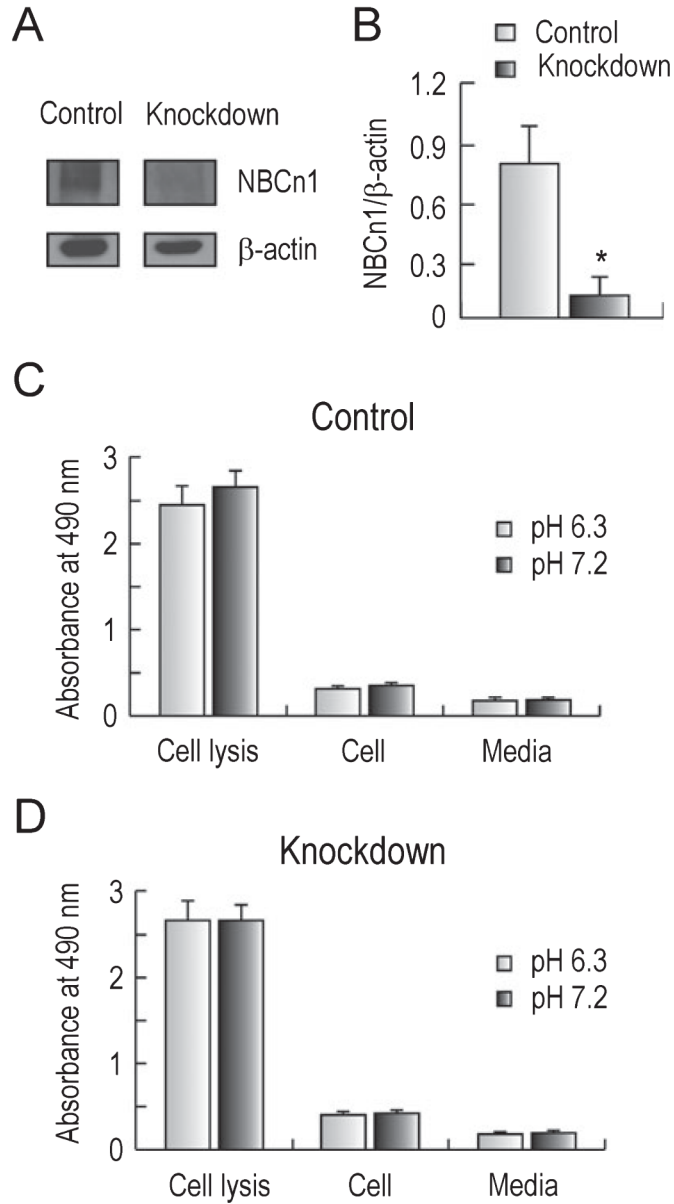 A
Control Knockdown
NBCn1
β-actin
B
Control
Knockdown
NBCn1/β-actin
1.2
0.9
0.6
0.3
0
*
C
Control
Absorbance at 490 nm
3
2
1
0
pH 6.3
pH 7.2
Cell lysis Cell Media
D
Knockdown
Absorbance at 490 nm
3
2
1
0
pH 6.3
pH 7.2
Cell lysis Cell Media